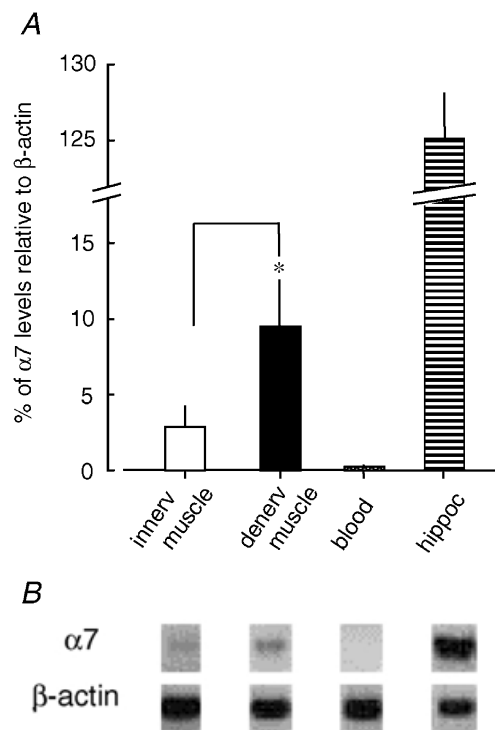 A
% of α7 levels relative to β-actin
130
125
15
10
5
0
*
innerv
muscle
denerv
muscle
blood
hippoc
B
α7
β-actin